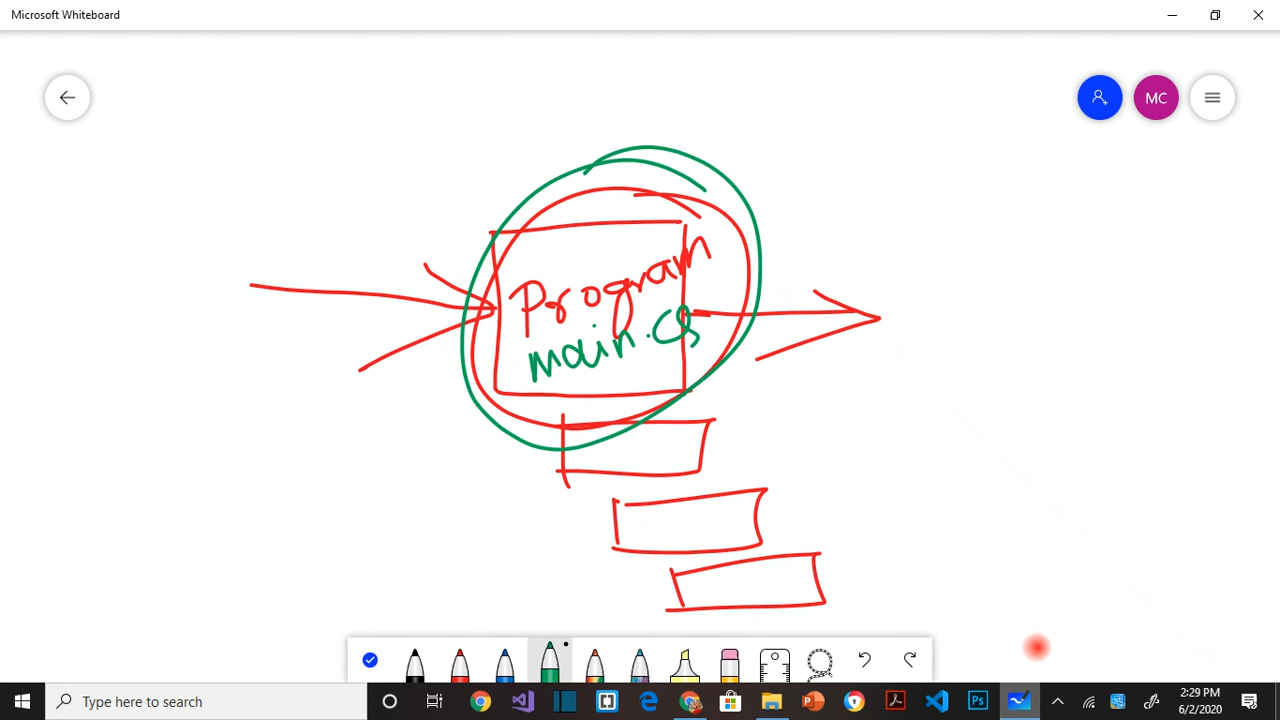 Microsoft Whiteboard
MC
Program
main.cs
Type here to search
2:29 PM
6/2/2020